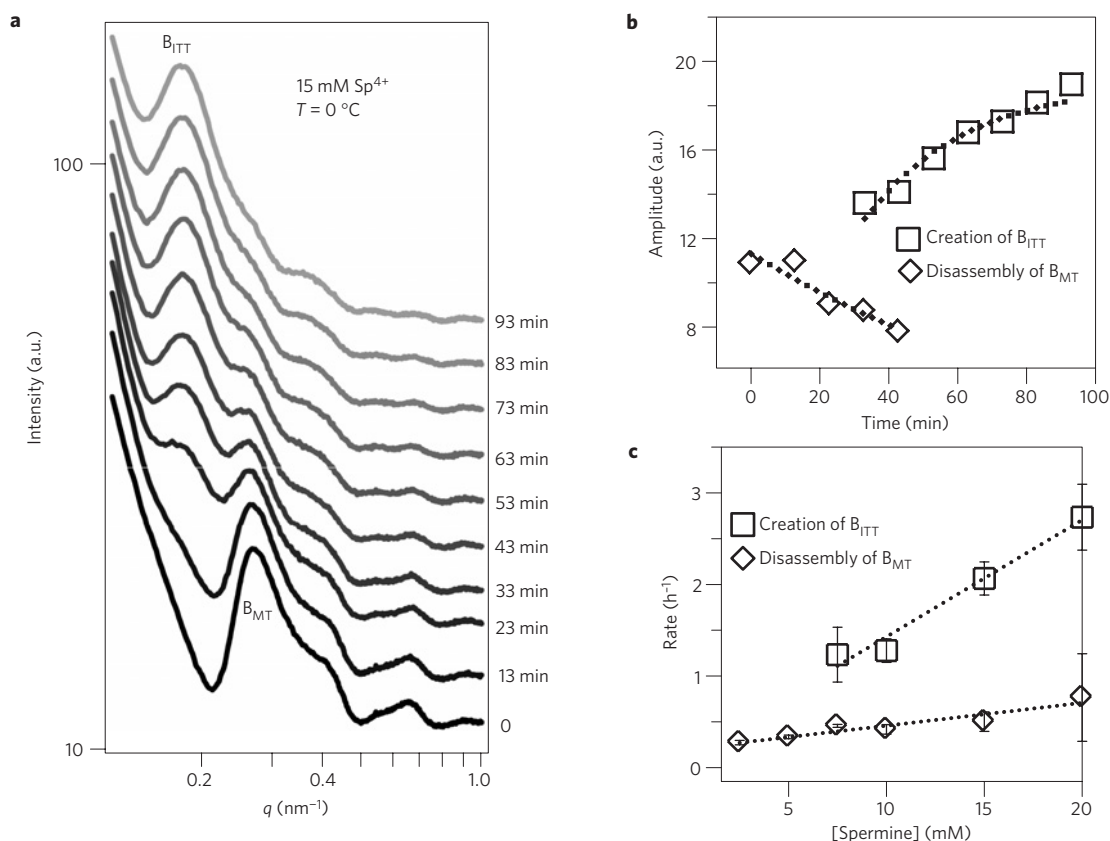 a
B_ITT
15 mM Sp⁴⁺
T = 0 °C
100
Intensity (a.u.)
93 min
83 min
73 min
63 min
53 min
43 min
33 min
23 min
13 min
0
B_MT
10
0.2
0.4
1.0
q (nm⁻¹)
b
20
16
12
8
Amplitude (a.u.)
Creation of B_ITT
Disassembly of B_MT
0
20
40
60
80
100
Time (min)
c
3
2
1
0
Rate (h⁻¹)
Creation of B_ITT
Disassembly of B_MT
5
10
15
20
[Spermine] (mM)